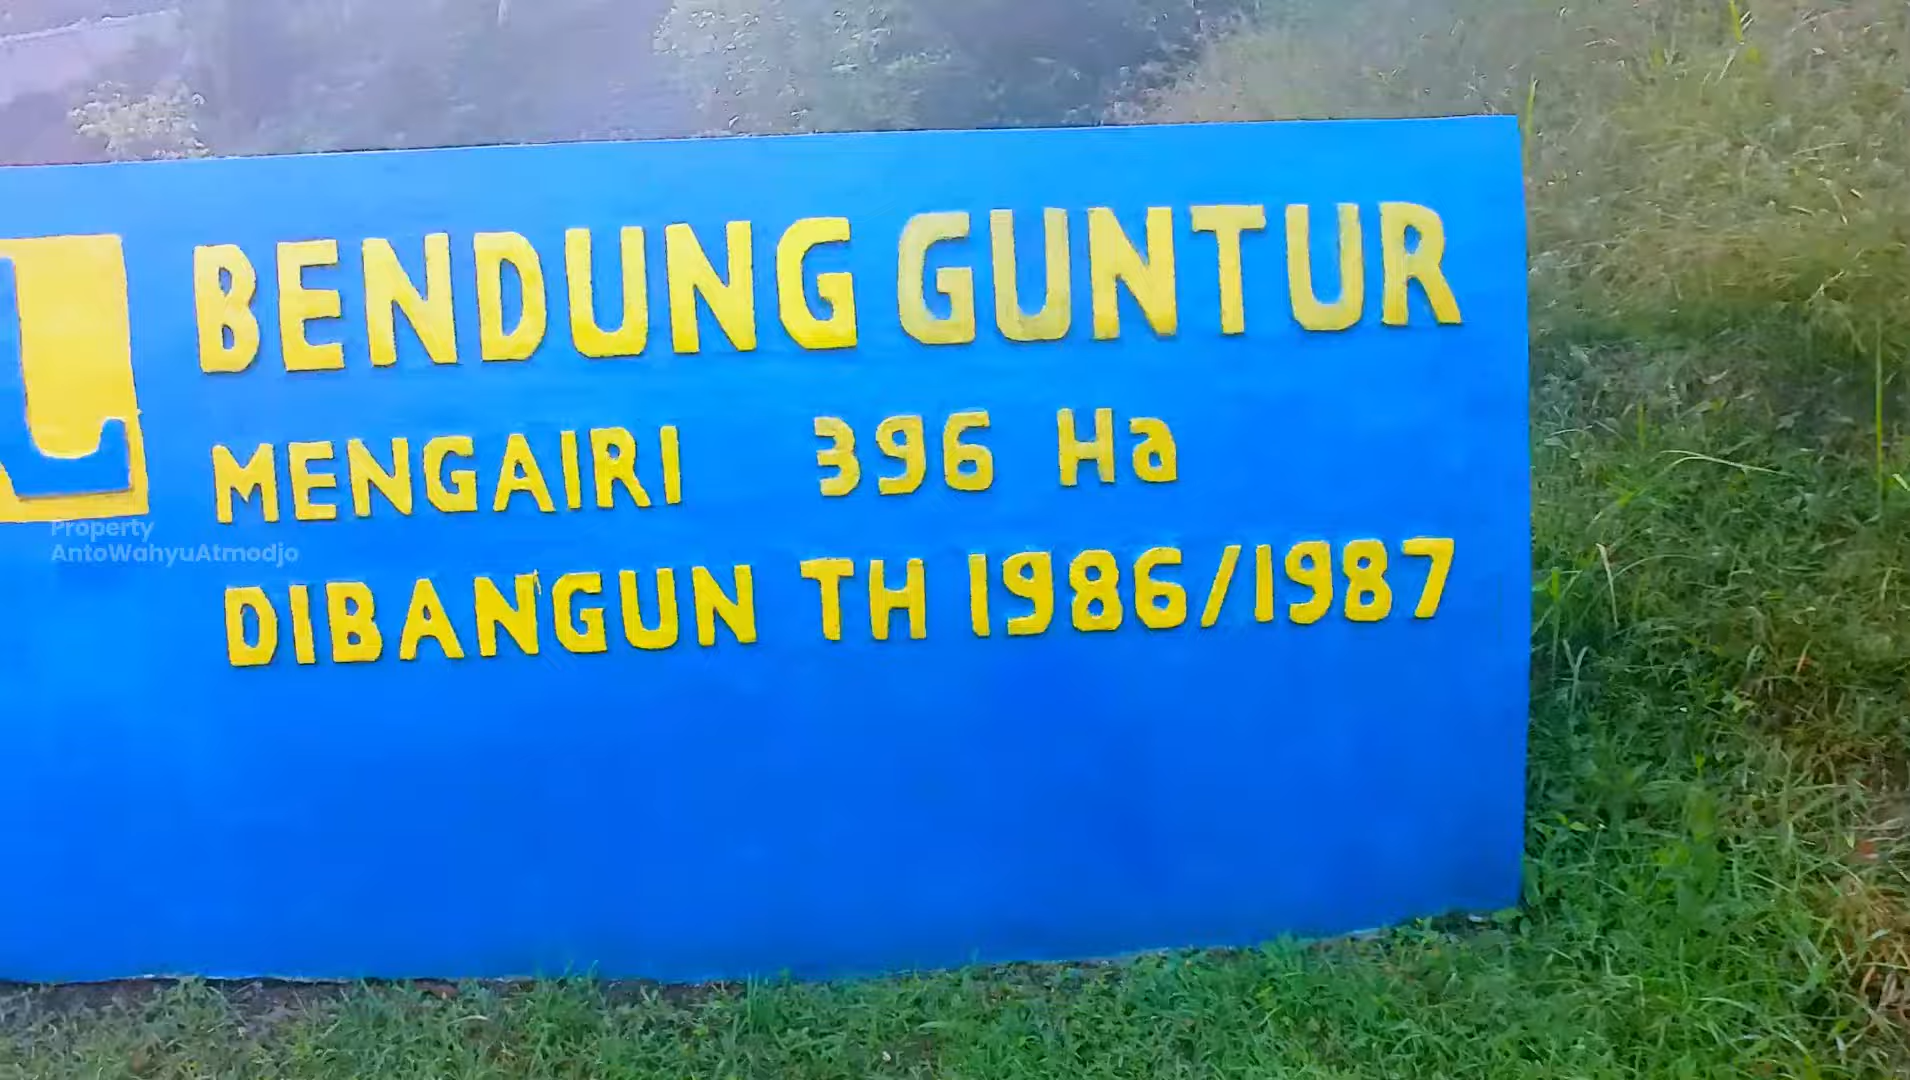 BENDUNG GUNTUR
MENGAIRI 396 Ha
DIBANGUN TH 1986/1987
Property
AntoWahyuAtmodjo